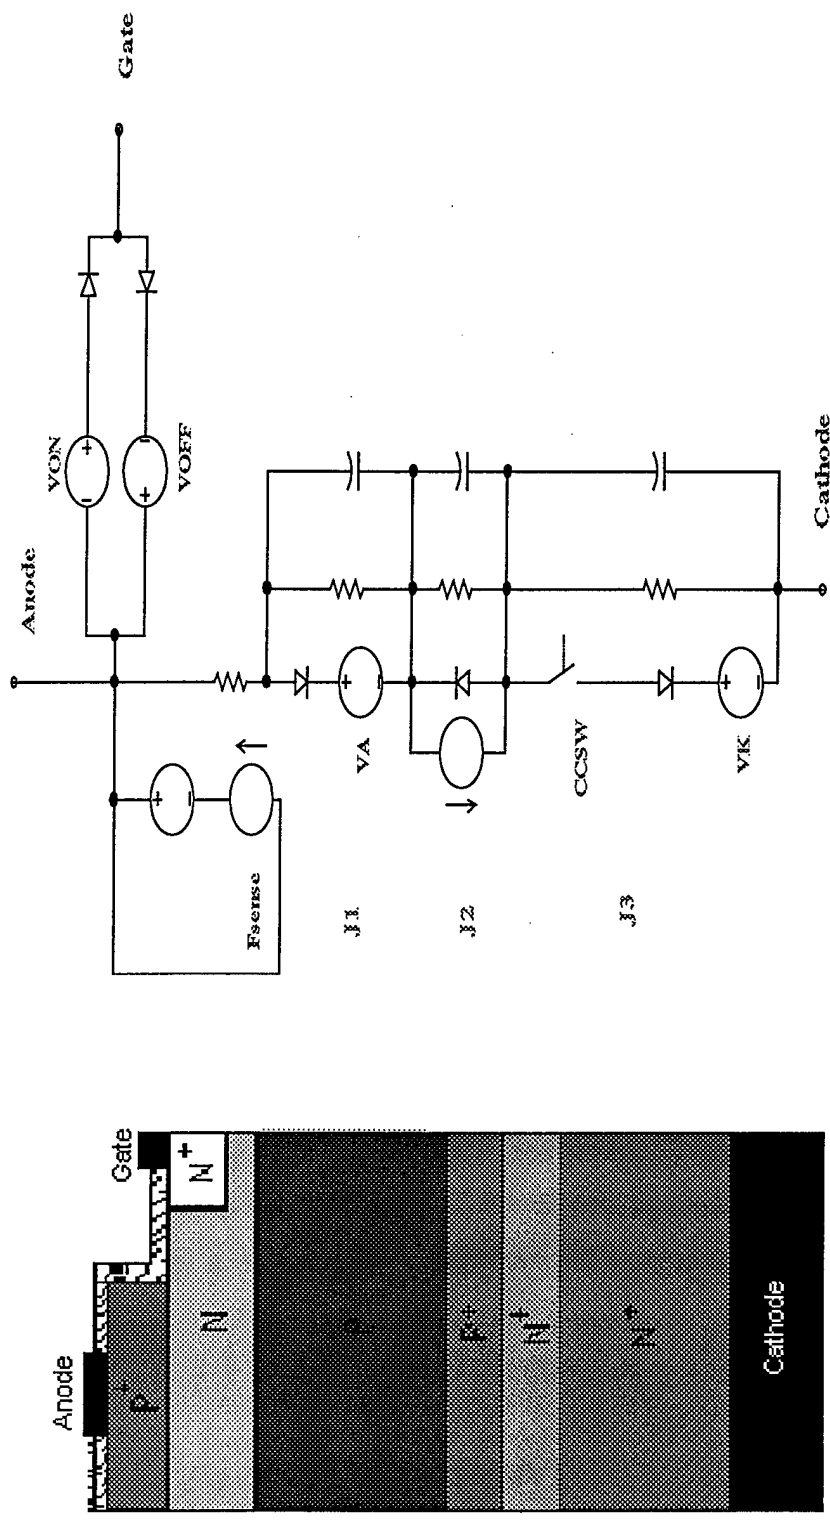 Anode
Gate
P+
N+
N
P+
N+
N+
Cathode
Anode
Gate
VON
VOFF
Fsense
J1
VA
J2
CCSW
J3
VK
Cathode